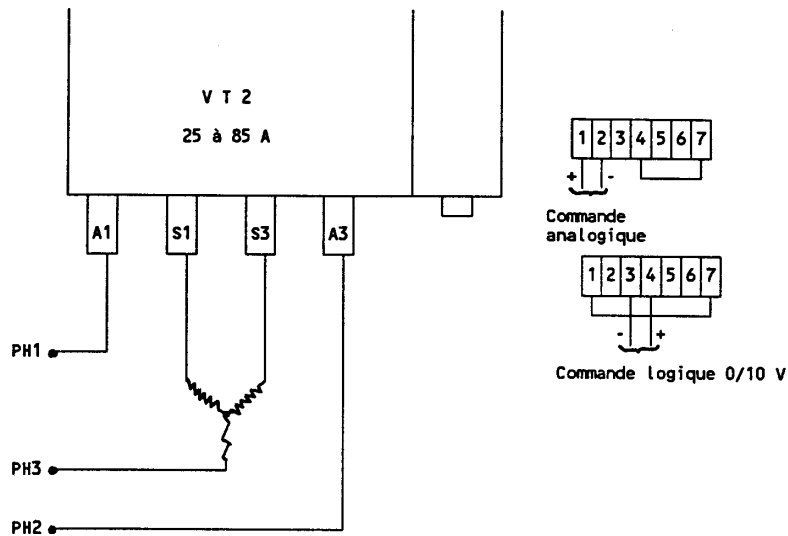 V T 2
25 à 85 A
A1 S1 S3 A3
PH1
PH3
PH2
1 2 3 4 5 6 7
+ -
Commande
analogique
1 2 3 4 5 6 7
- +
Commande logique 0/10 V